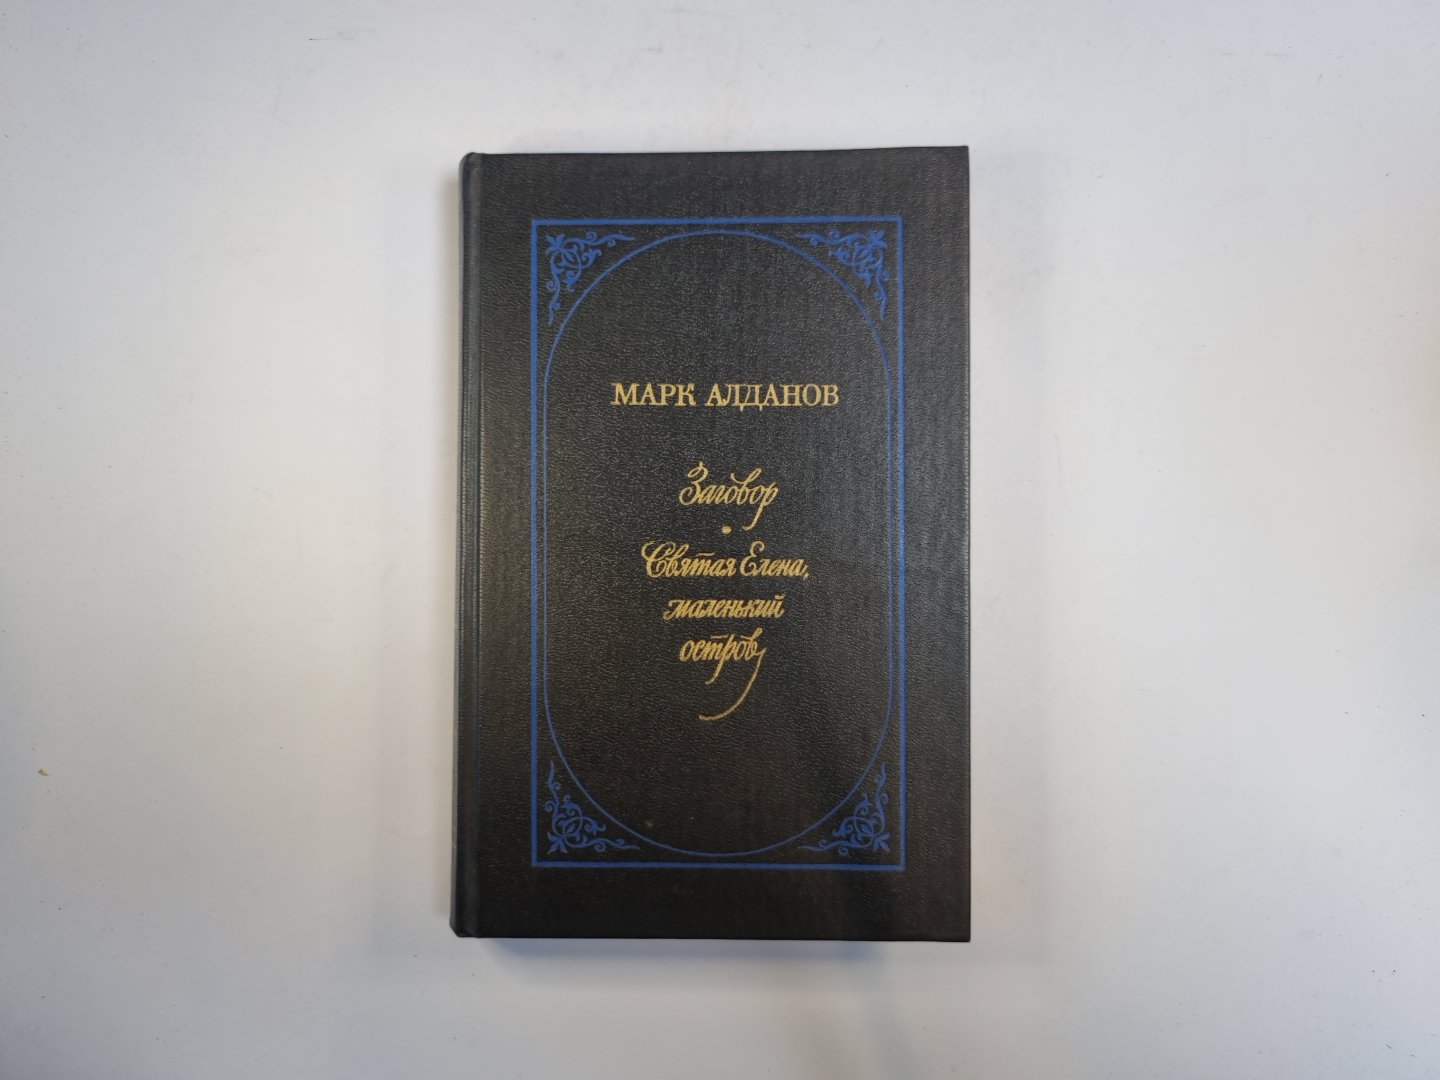 МАРК АЛДАНОВ
Заговор
•
Святая Елена,
маленький
остров